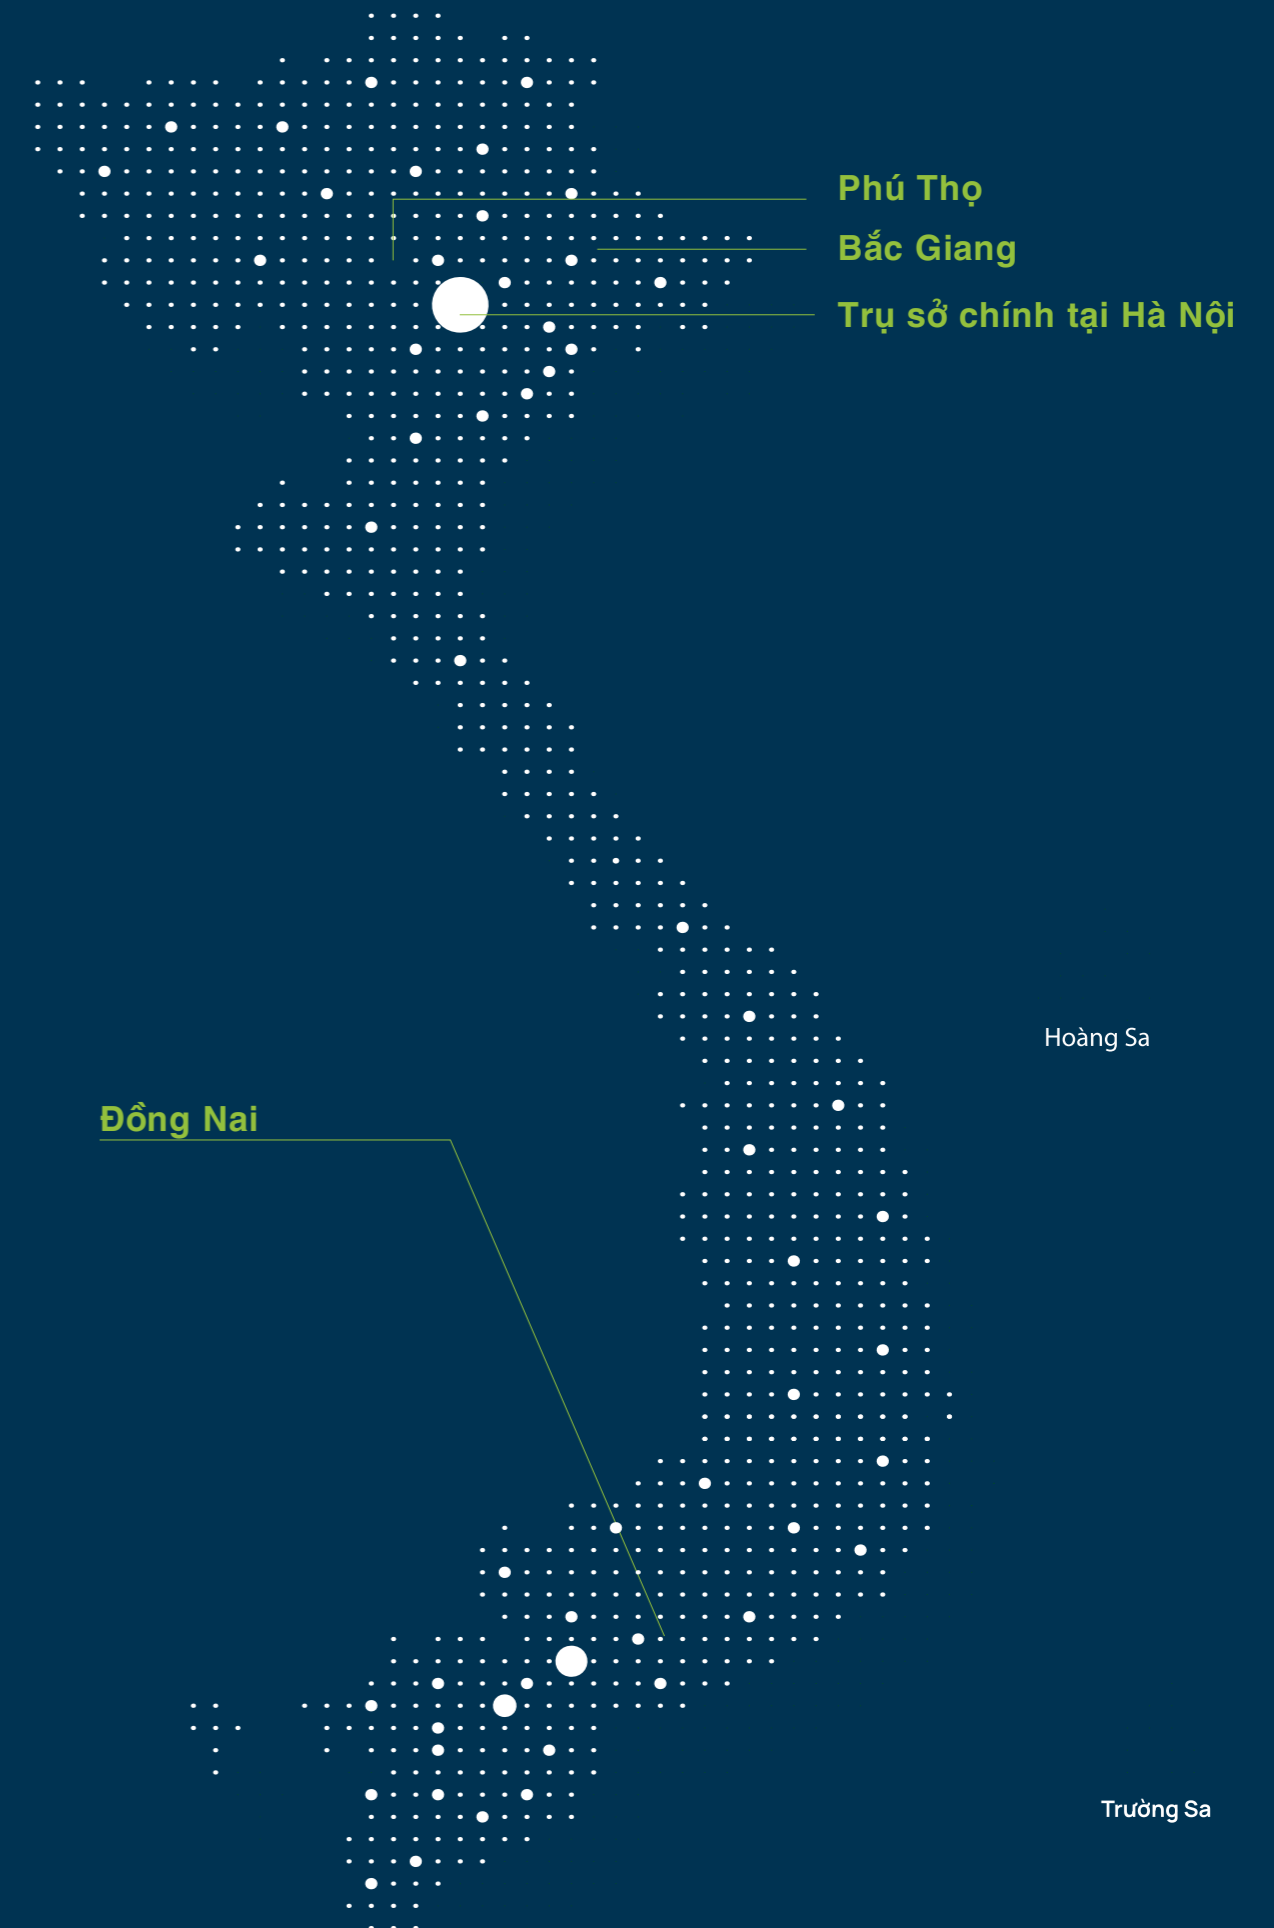 Phú Thọ
Bắc Giang
Trụ sở chính tại Hà Nội
Hoàng Sa
Đồng Nai
Trường Sa